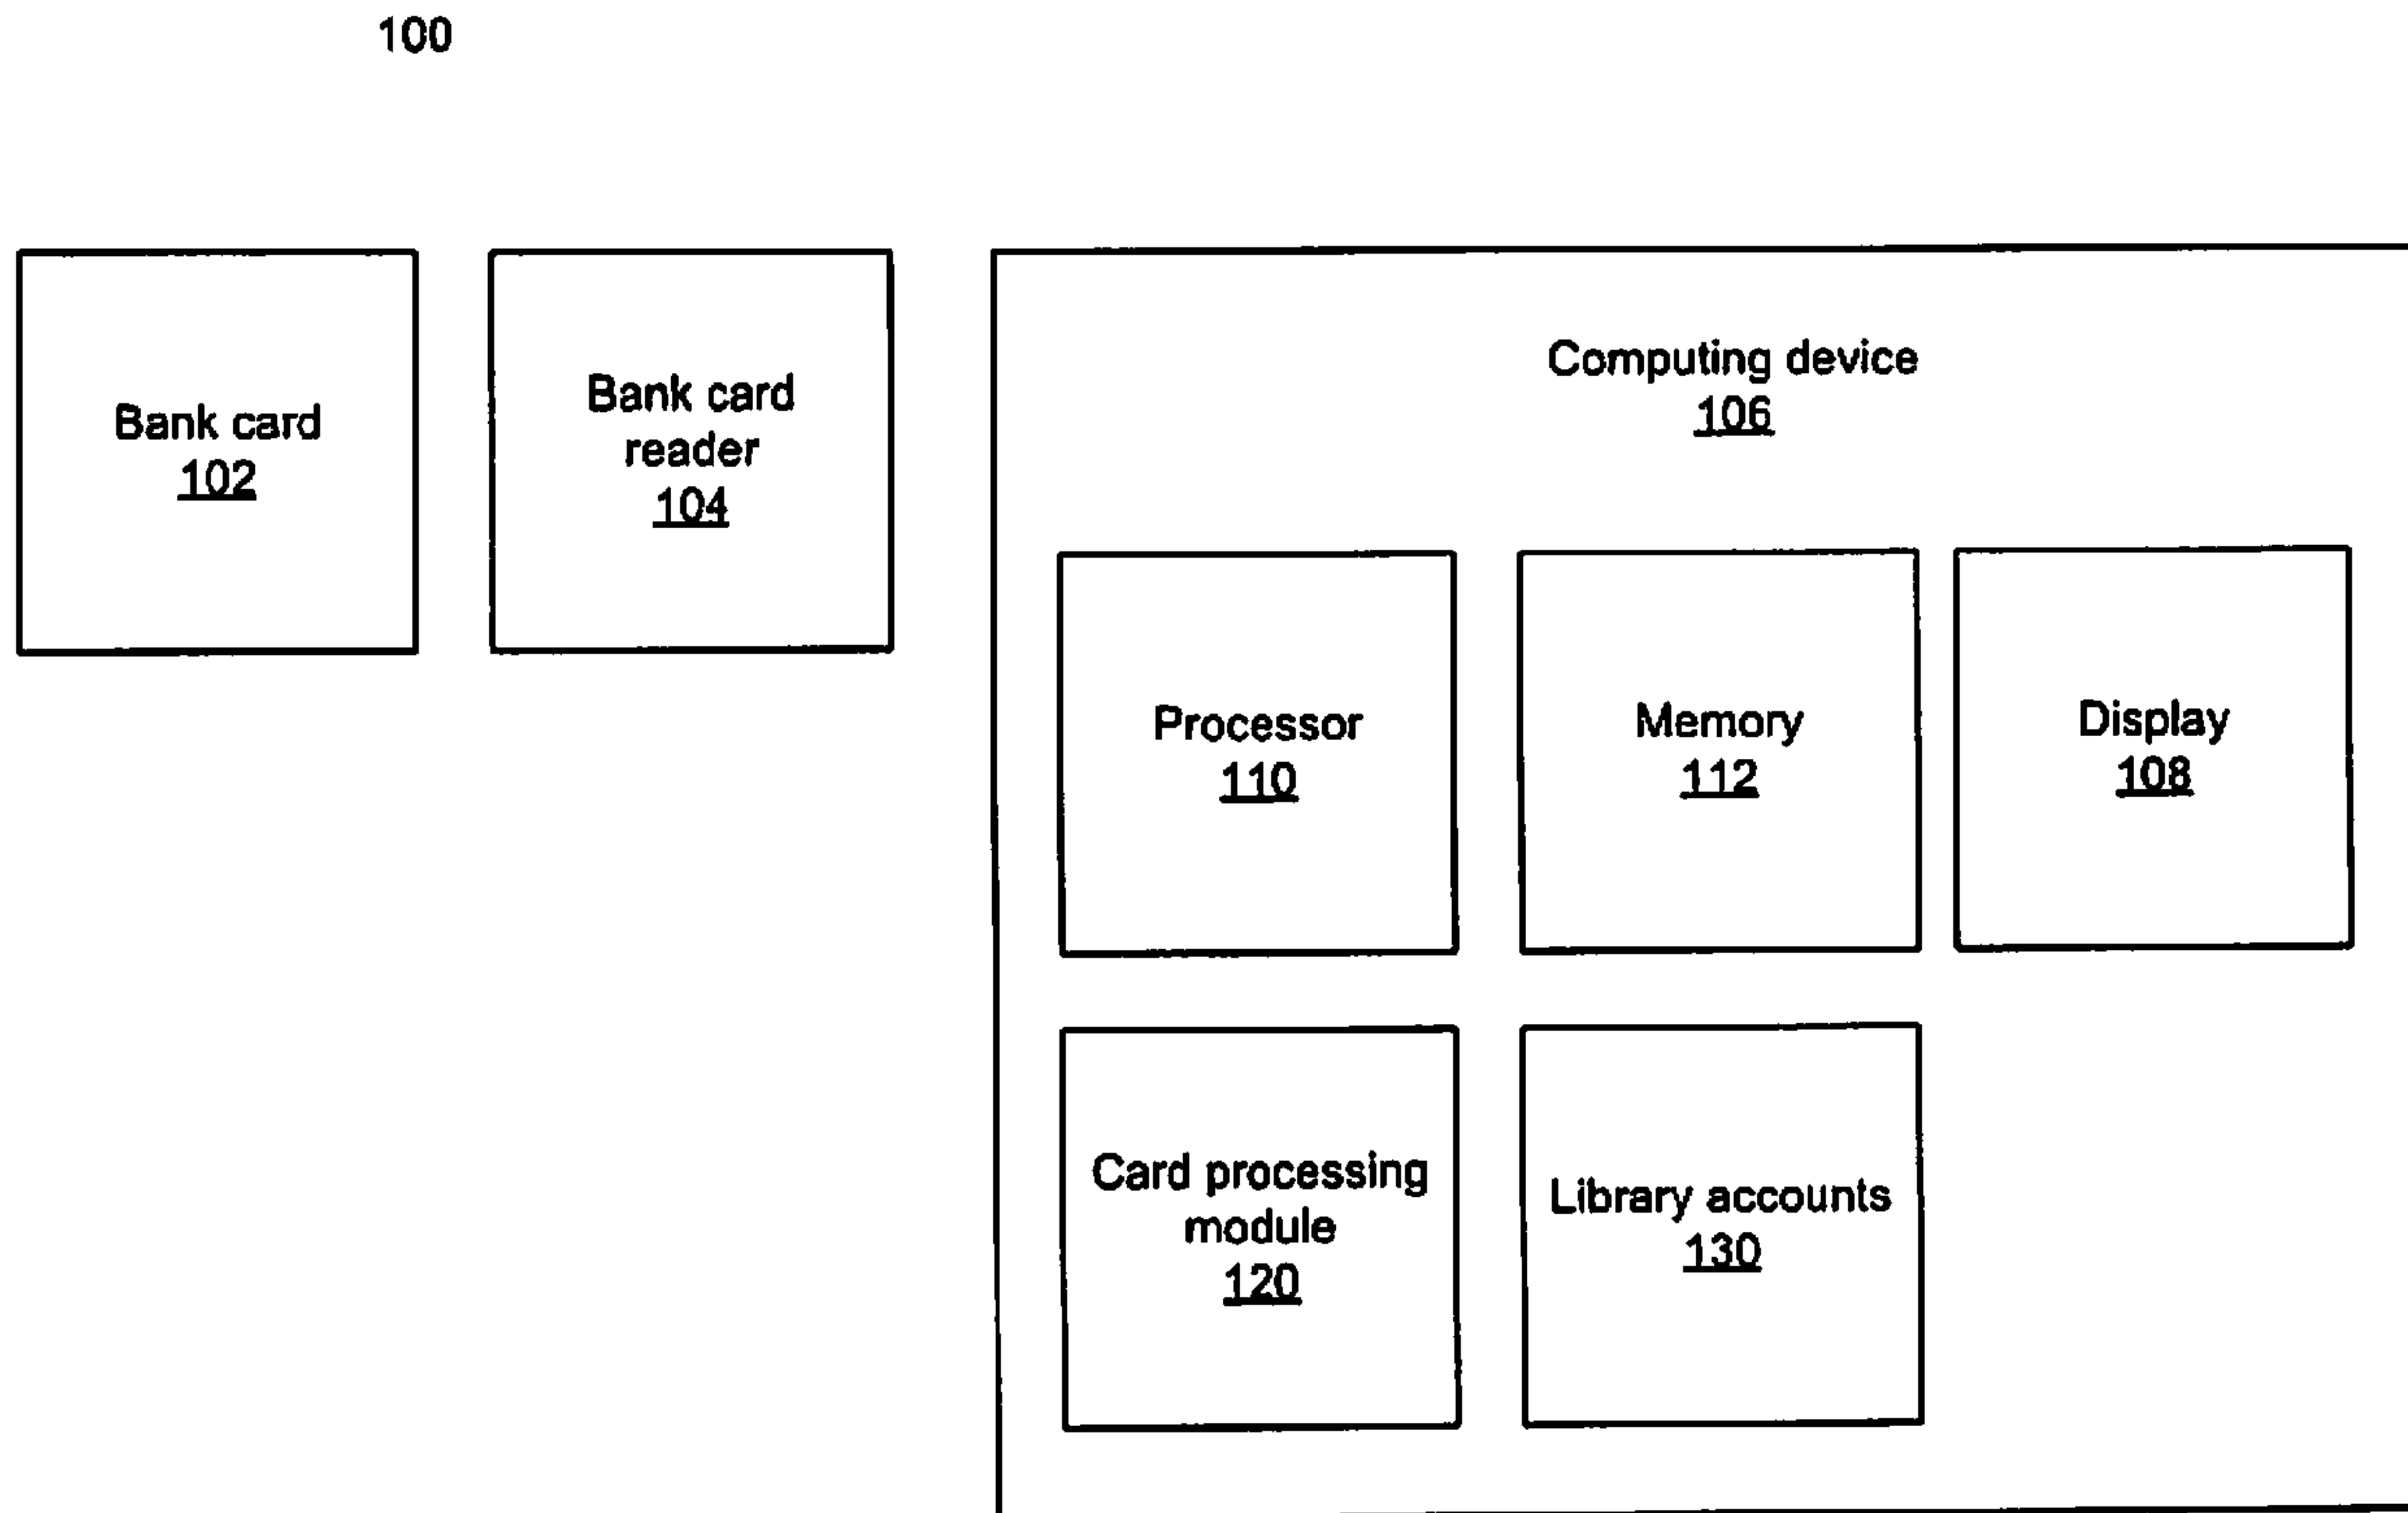 100
Bank card
102
Bank card
reader
104
Computing device
106
Processor
110
Memory
112
Display
108
Card processing
module
120
Library accounts
130